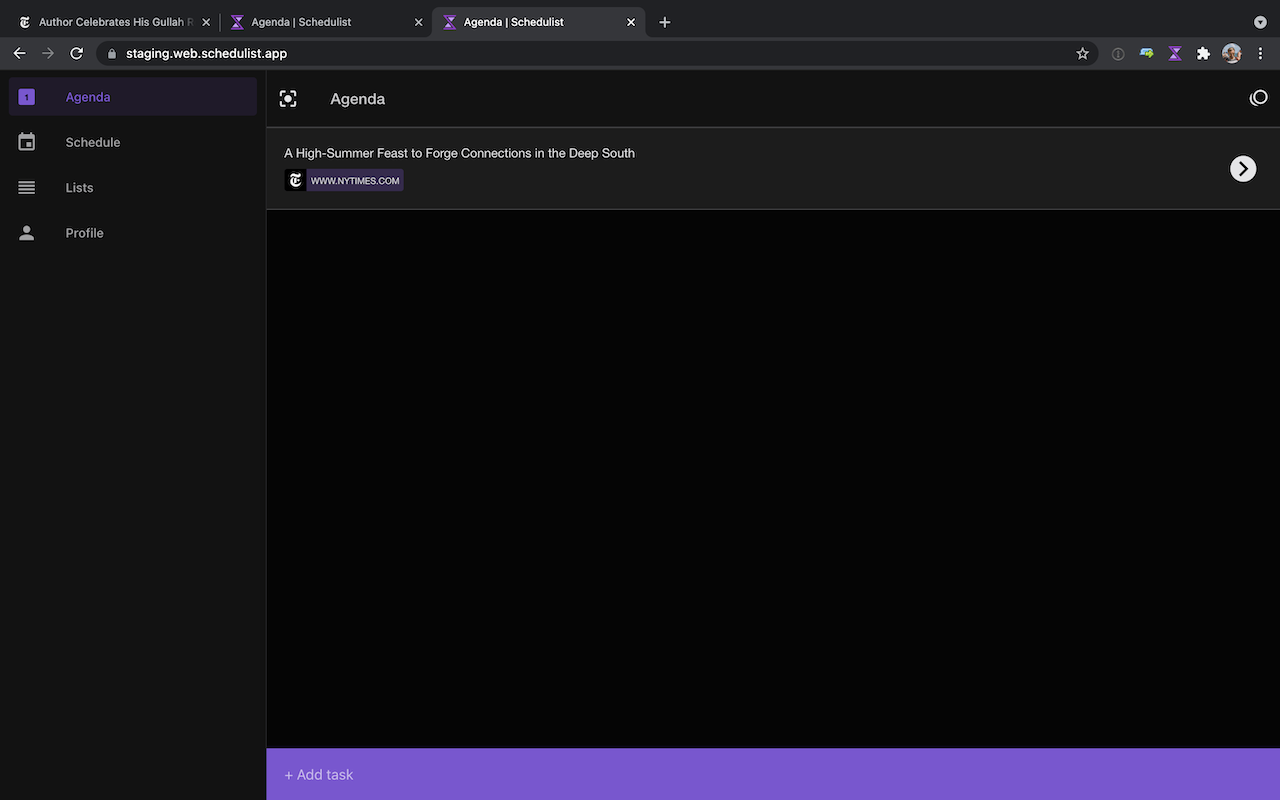 Author Celebrates His Gullah R
Agenda | Schedulist
Agenda | Schedulist
staging.web.schedulist.app
1
Agenda
Schedule
Lists
Profile
Agenda
A High-Summer Feast to Forge Connections in the Deep South
WWW.NYTIMES.COM
+ Add task